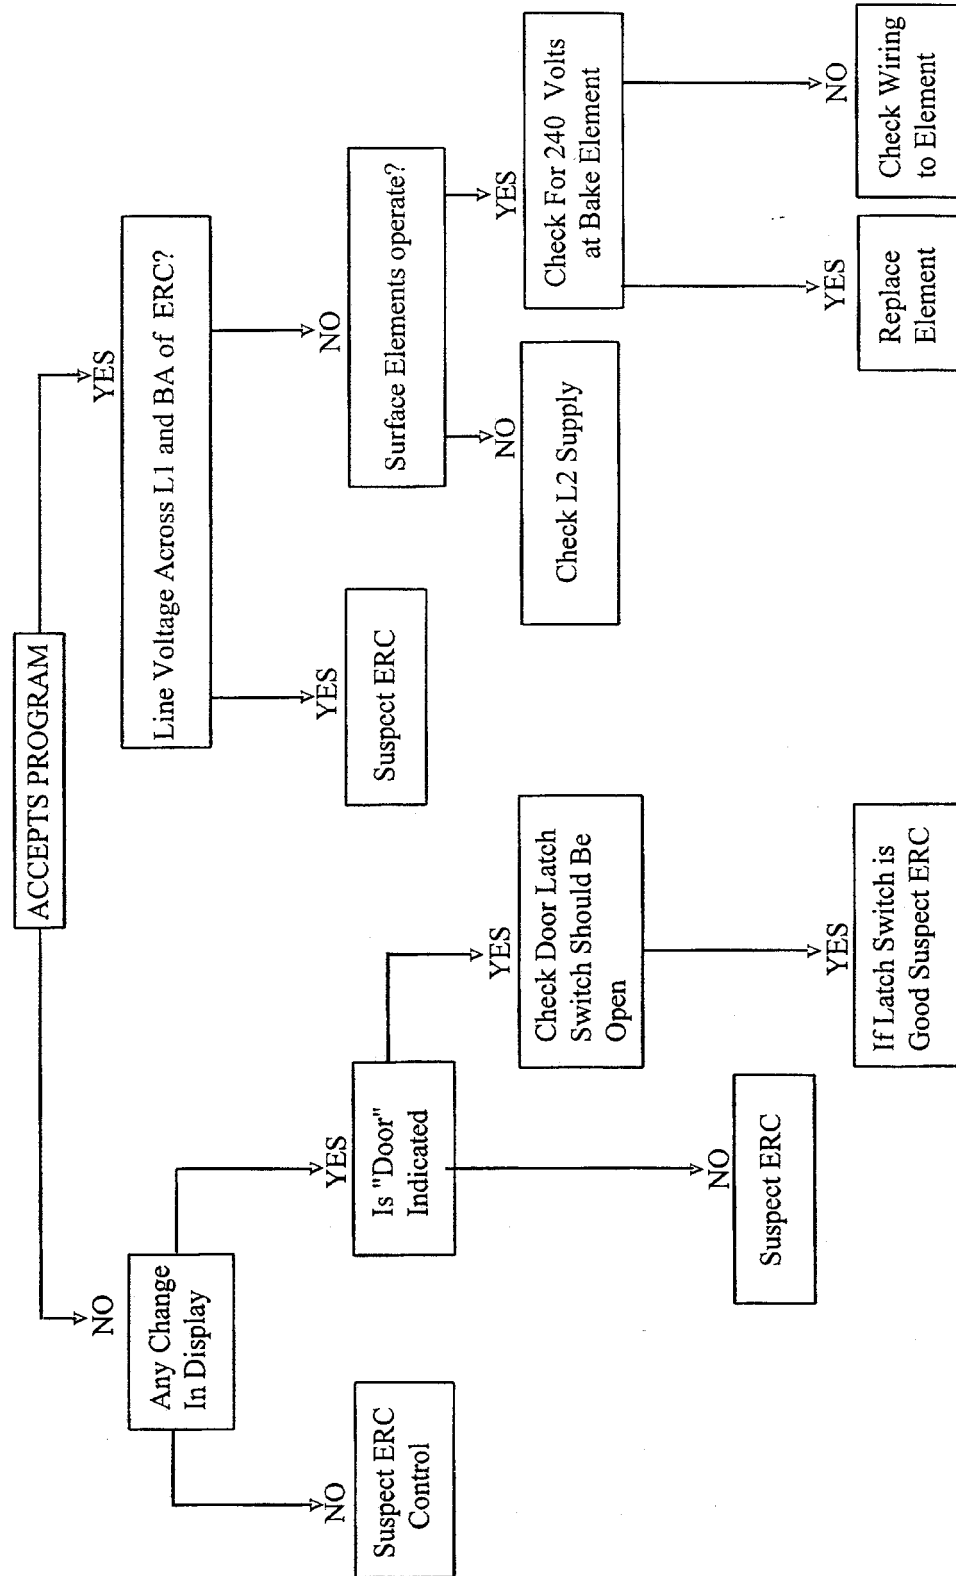 ACCEPTS PROGRAM
NO
YES
Any Change
In Display
Line Voltage Across L1 and BA of ERC?
NO
YES
YES
NO
Suspect ERC
Control
Is "Door"
Indicated
Suspect ERC
Surface Elements operate?
NO
YES
NO
YES
Suspect ERC
Check Door Latch
Switch Should Be
Open
Check L2 Supply
Check For 240 Volts
at Bake Element
YES
YES
NO
If Latch Switch is
Good Suspect ERC
Replace
Element
Check Wiring
to Element